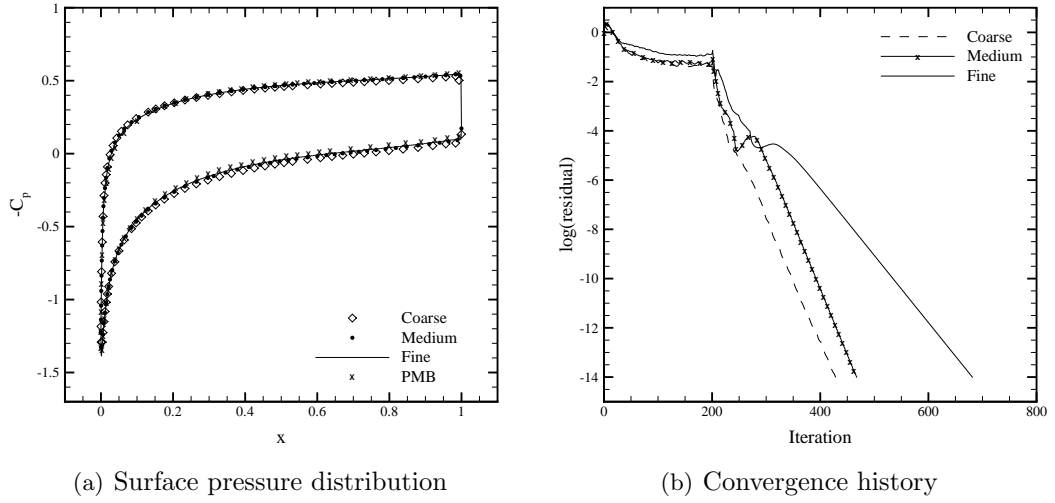 1
0.5
0
-0.5
-1
-1.5
-Cp
0 0.2 0.4 0.6 0.8 1
x
Coarse
Medium
Fine
PMB
(a) Surface pressure distribution
0
-2
-4
-6
-8
-10
-12
-14
log(residual)
0 200 400 600 800
Iteration
Coarse
Medium
Fine
(b) Convergence history